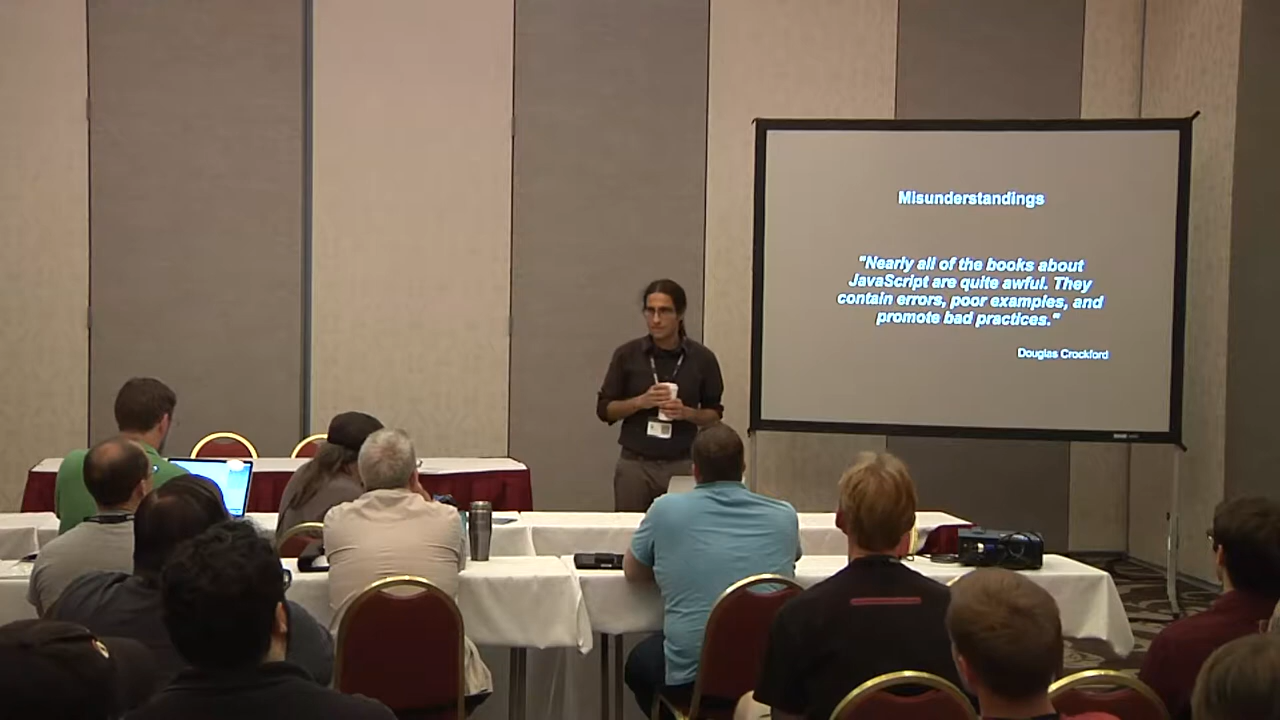 Misunderstandings
"Nearly all of the books about
JavaScript are quite awful. They
contain errors, poor examples, and
promote bad practices."
Douglas Crockford